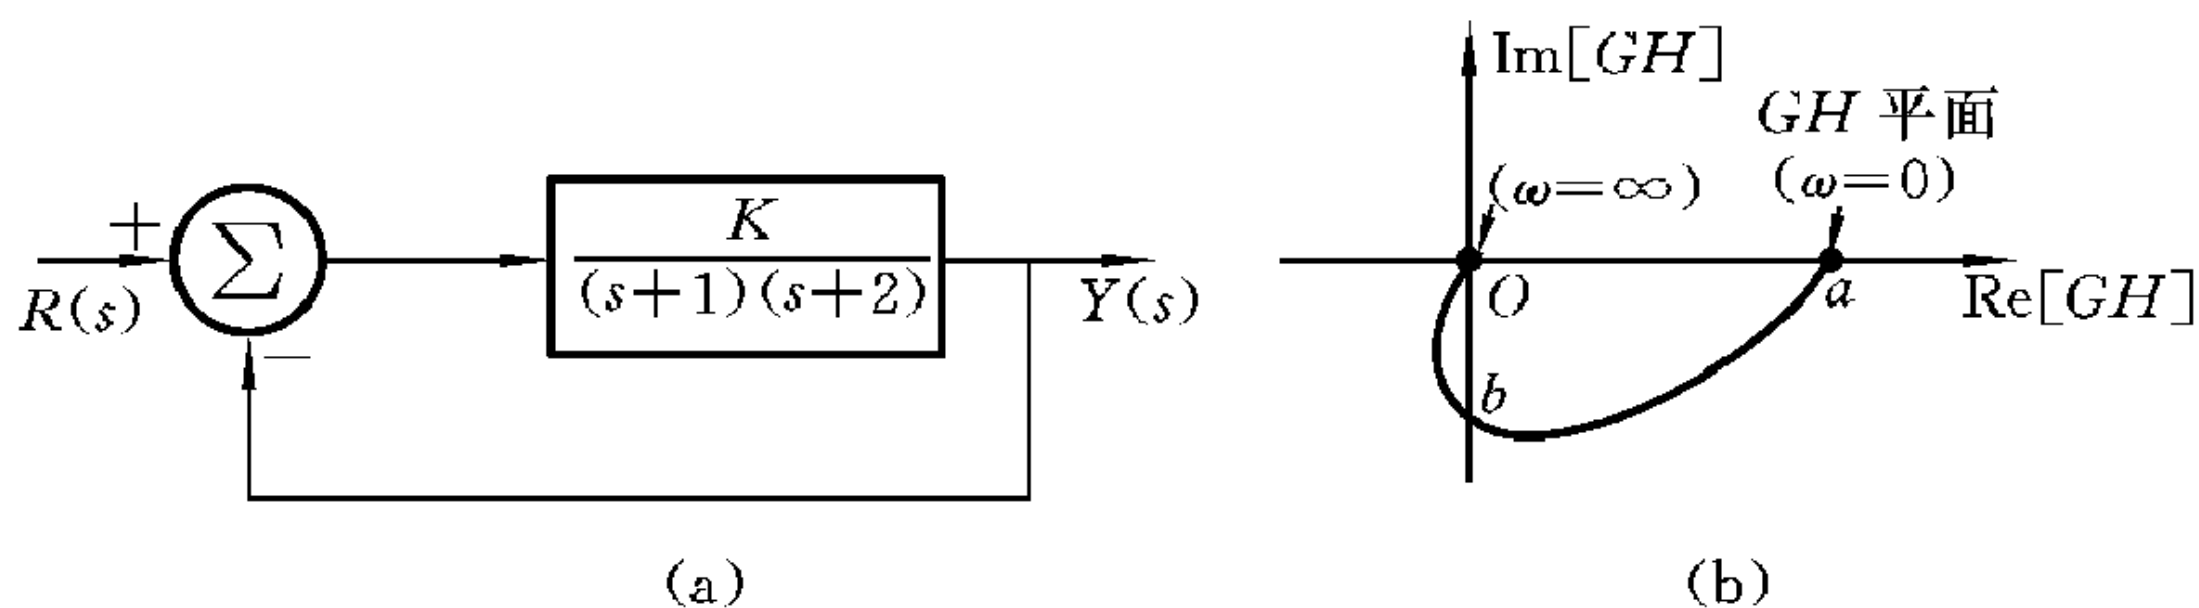 +
R(s)
Σ
−
K
(s+1)(s+2)
Y(s)
(a)
Im[GH]
GH 平面
(ω=∞)
(ω=0)
O
a
Re[GH]
b
(b)